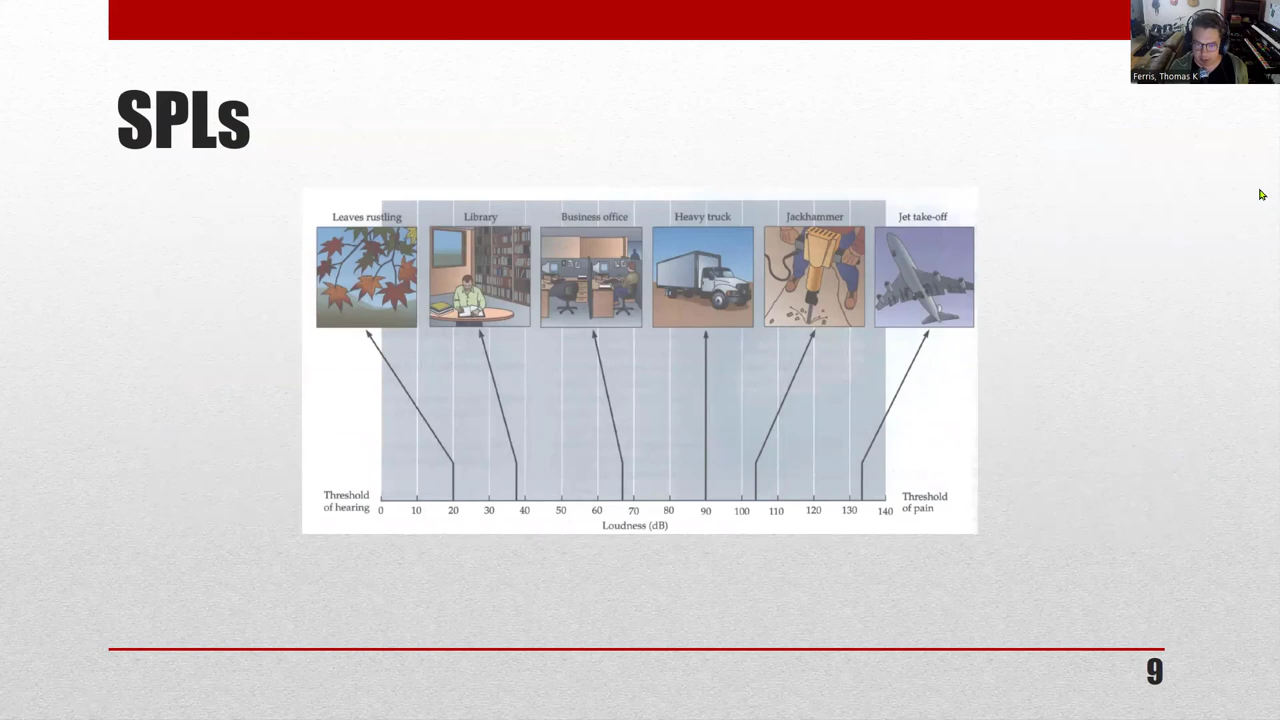 Ferris, Thomas K
SPLs
Leaves rustling Library Business office Heavy truck Jackhammer Jet take-off
Threshold
of hearing
0 10 20 30 40 50 60 70 80 90 100 110 120 130 140
Threshold
of pain
Loudness (dB)
9